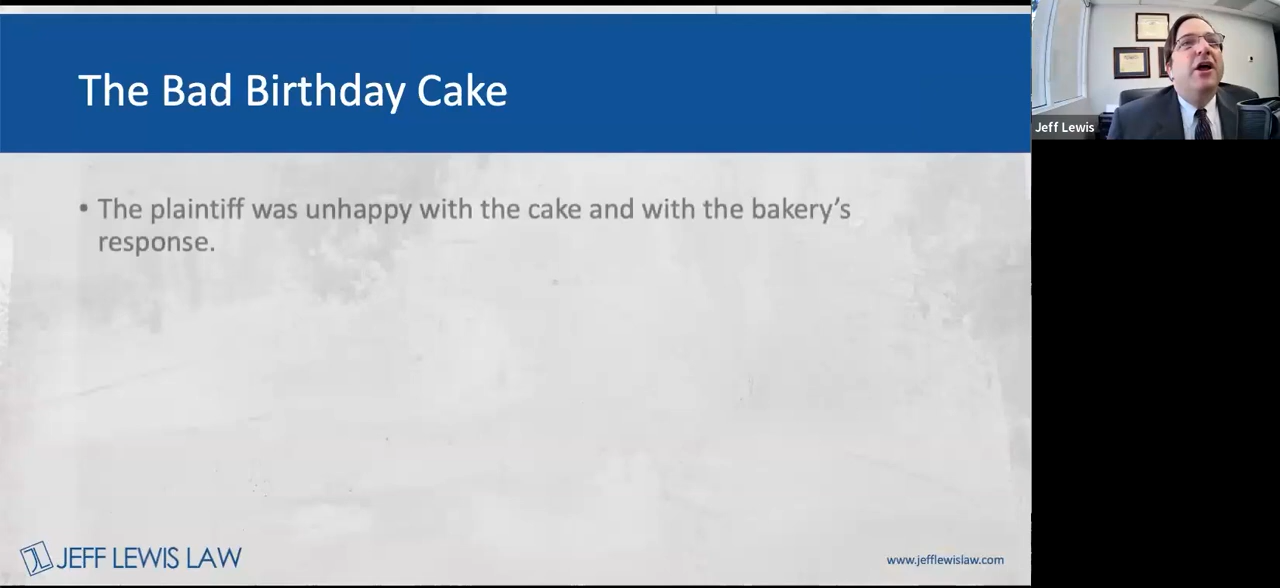 The Bad Birthday Cake
• The plaintiff was unhappy with the cake and with the bakery’s
response.
JEFF LEWIS LAW
www.jefflewislaw.com
Jeff Lewis